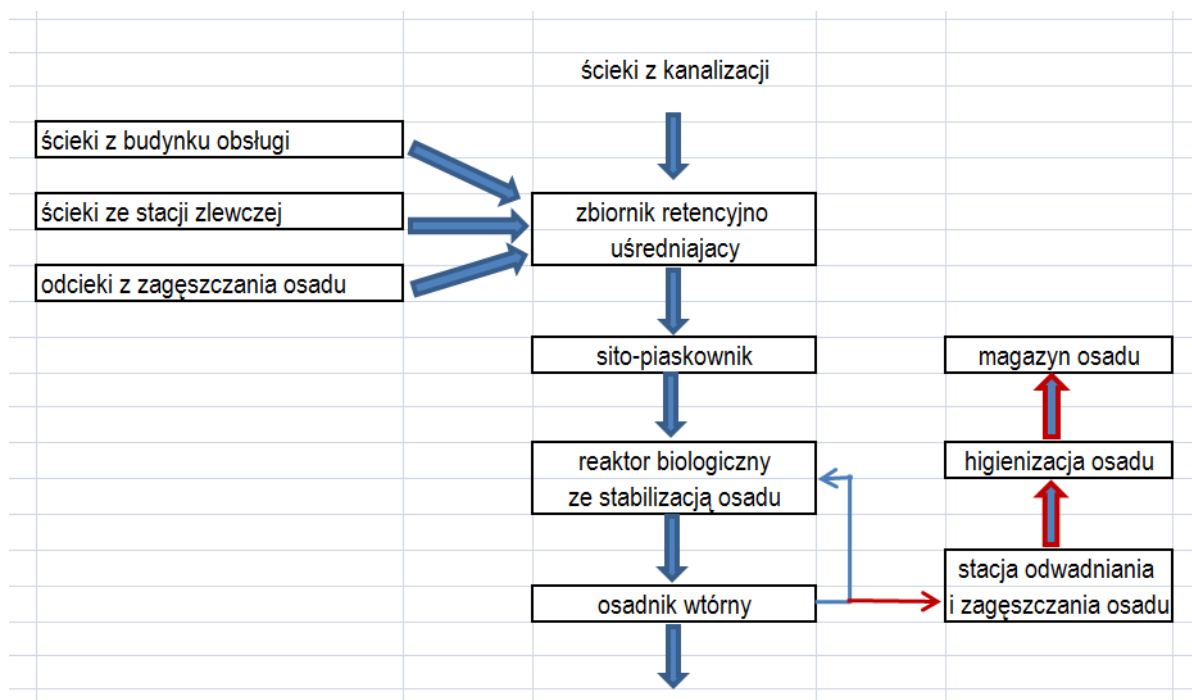 ścieki z kanalizacji
ścieki z budynku obsługi
ścieki ze stacji zlewczej
odcieki z zagęszczania osadu
zbiornik retencyjno
uśredniajacy
sito-piaskownik
magazyn osadu
reaktor biologiczny
ze stabilizacją osadu
higienizacja osadu
stacja odwadniania
i zagęszczania osadu
osadnik wtórny